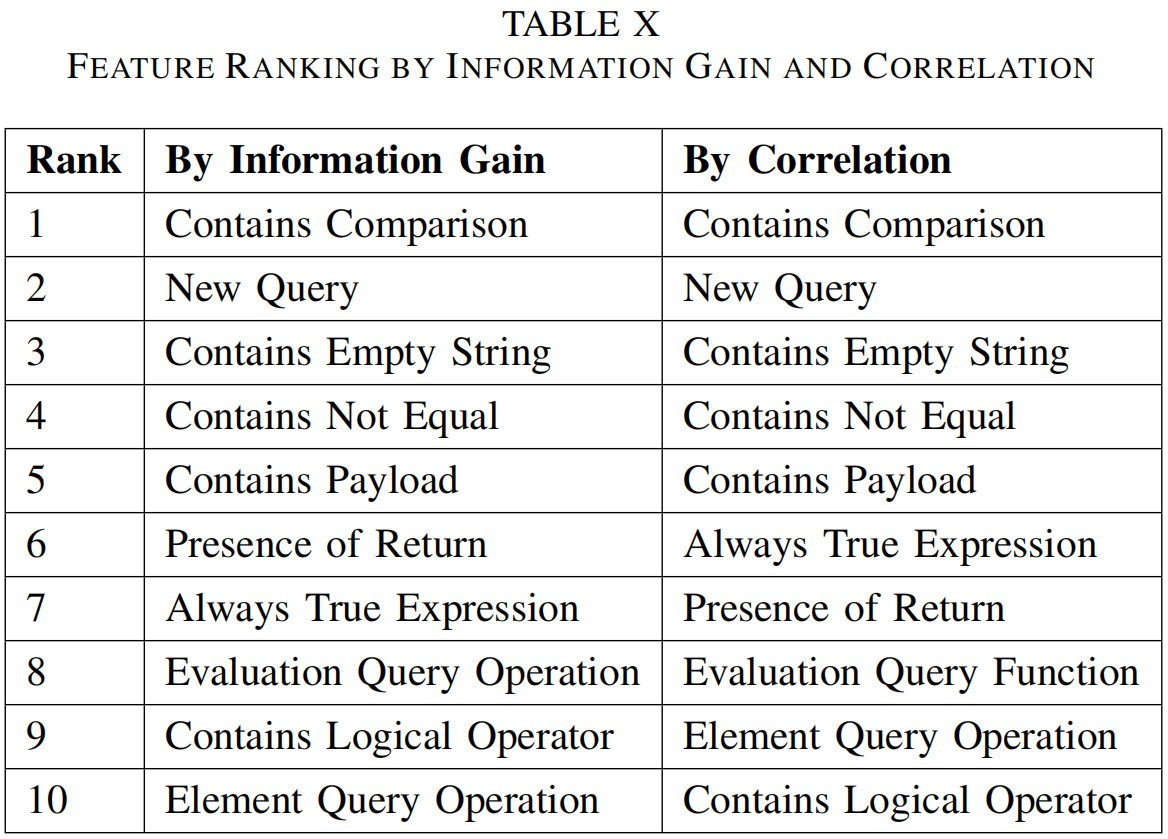 TABLE X
FEATURE RANKING BY INFORMATION GAIN AND CORRELATION
Rank By Information Gain By Correlation
1 Contains Comparison Contains Comparison
2 New Query New Query
3 Contains Empty String Contains Empty String
4 Contains Not Equal Contains Not Equal
5 Contains Payload Contains Payload
6 Presence of Return Always True Expression
7 Always True Expression Presence of Return
8 Evaluation Query Operation Evaluation Query Function
9 Contains Logical Operator Element Query Operation
10 Element Query Operation Contains Logical Operator